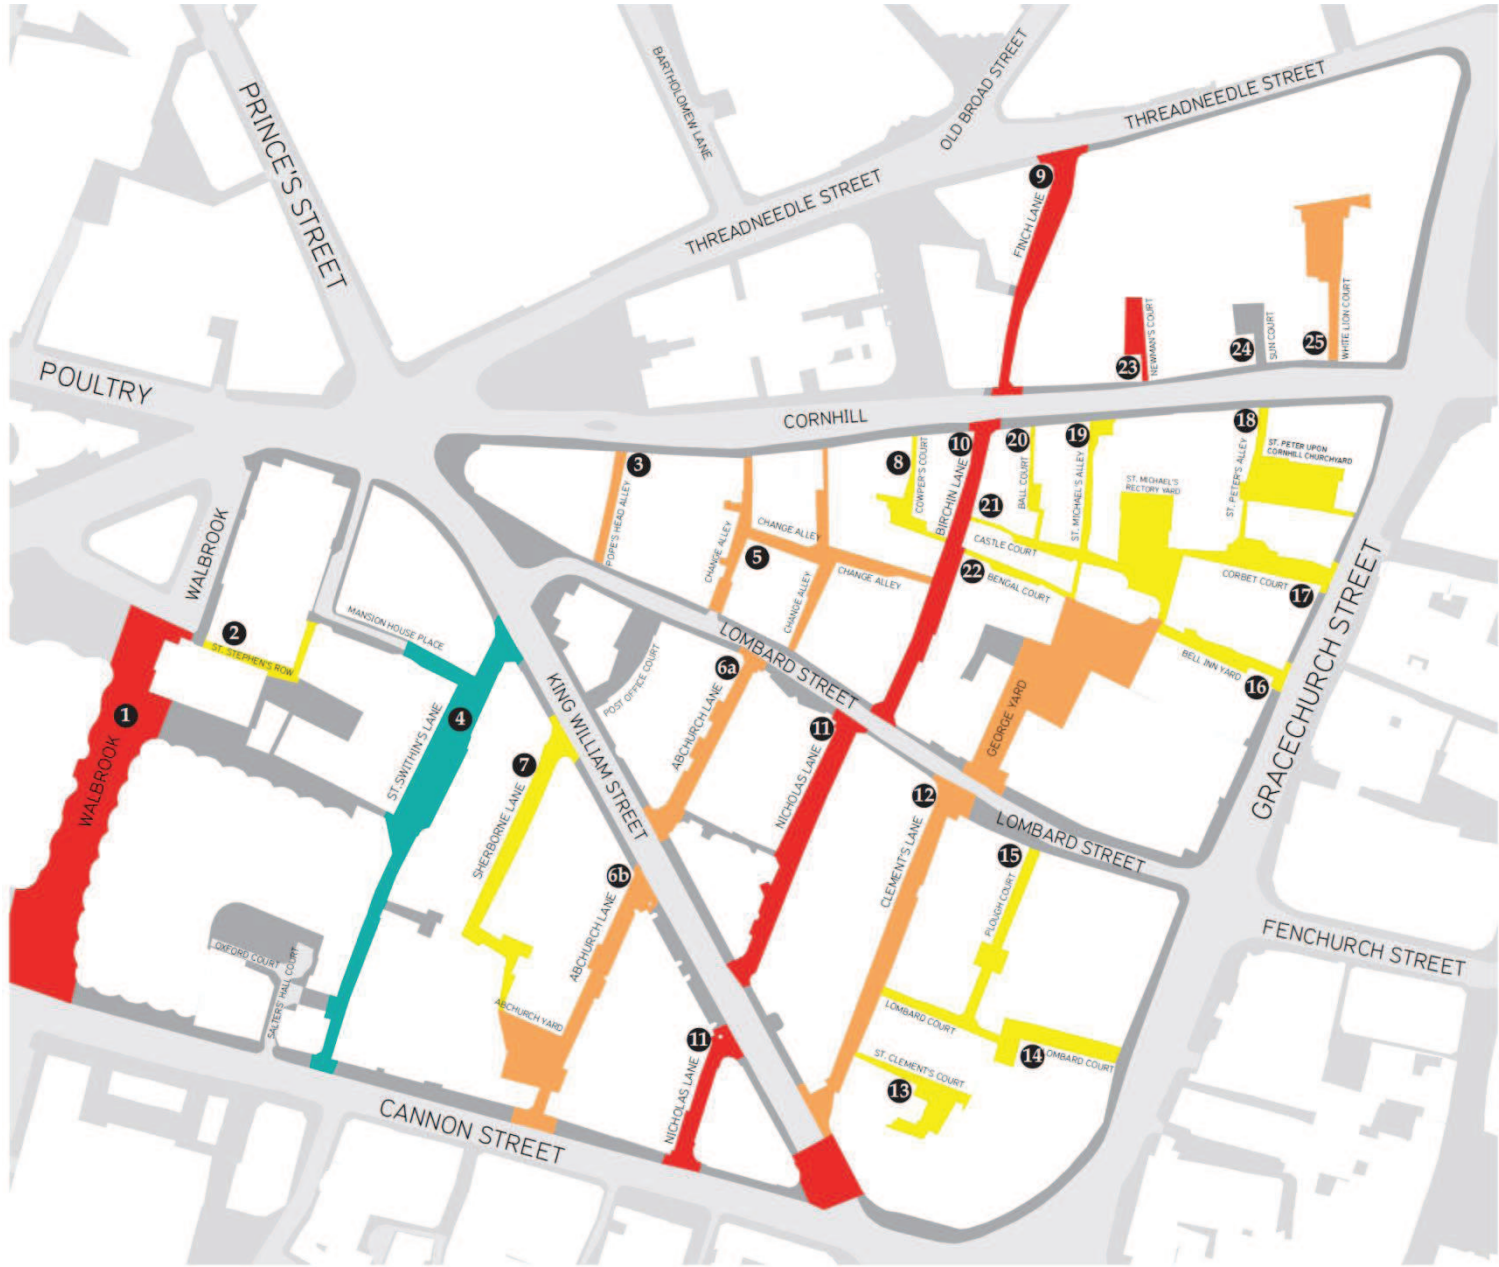 PRINCE'S STREET
BARTHOLOMEW LANE
OLD BROAD STREET
THREADNEEDLE STREET
THREADNEEDLE STREET
9
FINCH LANE
NEWMAN'S COURT
23
24
SUN COURT
25
WHITE LION COURT
POULTRY
CORNHILL
3
POPE'S HEAD ALLEY
8
COWPER'S COURT
10
BIRCHIN LANE
20
BALL COURT
19
ST. MICHAEL'S ALLEY
18
ST. PETER'S ALLEY
ST. PETER UPON
CORNHILL CHURCHYARD
ST. MICHAEL'S
RECTORY YARD
21
CASTLE COURT
22
BENGAL COURT
CHANGE ALLEY
CHANGE ALLEY
5
CHANGE ALLEY
CHANGE ALLEY
CORBET COURT
17
WALBROOK
2
ST. STEPHEN'S ROW
MANSION HOUSE PLACE
LOMBARD STREET
BELL INN YARD
16
GRACECHURCH STREET
1
WALBROOK
4
ST.SWITHIN'S LANE
KING WILLIAM STREET
POST OFFICE COURT
6a
ABCHURCH LANE
11
NICHOLAS LANE
GEORGE YARD
7
SHERBORNE LANE
12
CLEMENT'S LANE
LOMBARD STREET
15
PLOUGH COURT
6b
ABCHURCH LANE
FENCHURCH STREET
OXFORD COURT
SALTERS' HALL COURT
ABCHURCH YARD
LOMBARD COURT
14
OMBARD COURT
ST. CLEMENT'S COURT
13
11
NICHOLAS LANE
CANNON STREET